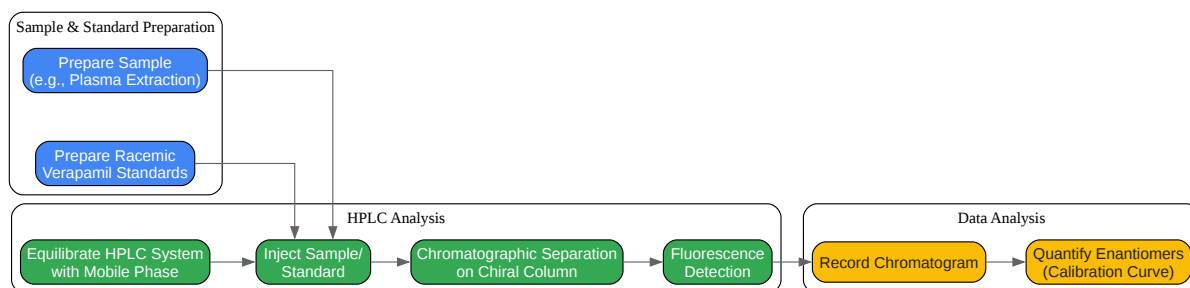 Sample & Standard Preparation
Prepare Sample
(e.g., Plasma Extraction)
Prepare Racemic
Verapamil Standards
HPLC Analysis
Equilibrate HPLC System
with Mobile Phase
Inject Sample/
Standard
Chromatographic Separation
on Chiral Column
Fluorescence
Detection
Data Analysis
Record Chromatogram
Quantify Enantiomers
(Calibration Curve)